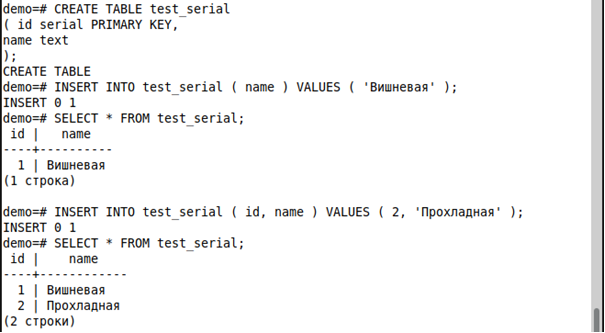 demo=# CREATE TABLE test_serial
( id serial PRIMARY KEY,
name text
);
CREATE TABLE
demo=# INSERT INTO test_serial ( name ) VALUES ( 'Вишневая' );
INSERT 0 1
demo=# SELECT * FROM test_serial;
 id |   name
----+----------
  1 | Вишневая
(1 строка)

demo=# INSERT INTO test_serial ( id, name ) VALUES ( 2, 'Прохладная' );
INSERT 0 1
demo=# SELECT * FROM test_serial;
 id |    name
----+------------
  1 | Вишневая
  2 | Прохладная
(2 строки)